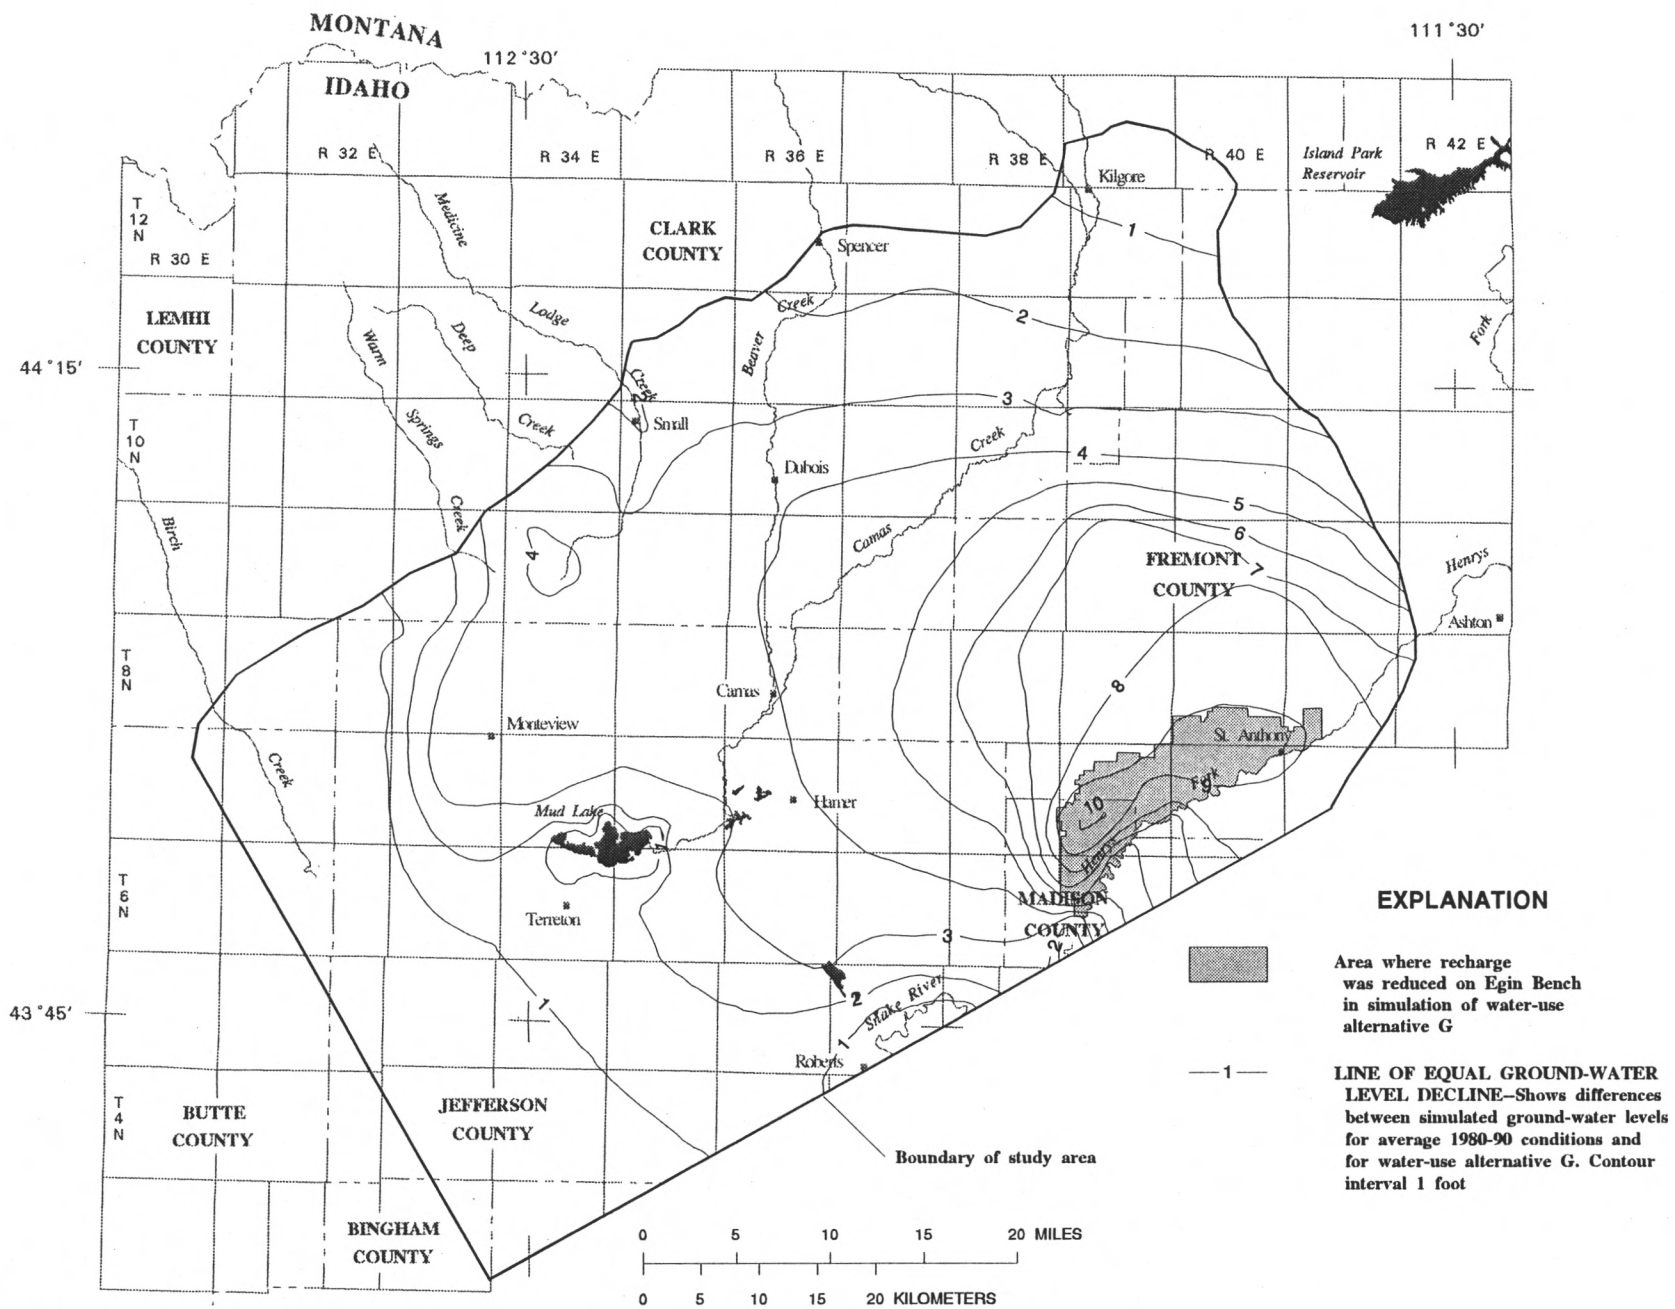 MONTANA
111°30'
112°30'
IDAHO
R 32 E
R 34 E
R 36 E
R 38 E
R 40 E
Island Park
Reservoir
R 42 E
Kilgore
T
12
N
Medicine
CLARK
COUNTY
1
Spencer
R 30 E
Creek
LEMHI
COUNTY
Lodge
2
Fork
Warm
Deep
Beaver
44°15'
Creek
2
3
Small
T
10
N
Springs
Creek
Creek
4
Dubois
Creek
5
Birch
Camas
4
6
FREMONT
COUNTY
7
Henrys
Ashton
T
8
N
8
Camas
Monteview
St. Anthony
Creek
Fork
9
10
Hamer
Mud Lake
1
Henrys
T
6
N
MADISON
COUNTY
Terreton
3
2
EXPLANATION
Area where recharge
was reduced on Egin Bench
in simulation of water-use
alternative G
43°45'
1
2
Snake River
1
Roberts
1
LINE OF EQUAL GROUND-WATER
LEVEL DECLINE—Shows differences
between simulated ground-water levels
for average 1980-90 conditions and
for water-use alternative G. Contour
interval 1 foot
T
4
N
BUTTE
COUNTY
JEFFERSON
COUNTY
Boundary of study area
BINGHAM
COUNTY
0 5 10 15 20 MILES
0 5 10 15 20 KILOMETERS